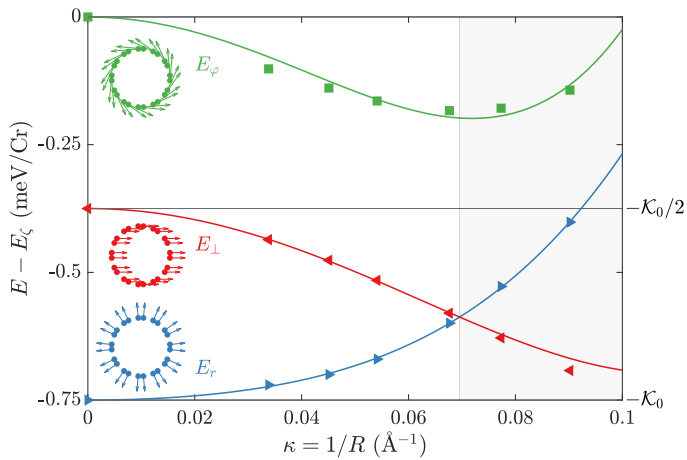 E − E_ζ (meV/Cr)
0
-0.25
-0.5
-0.75
E_φ
E_⊥
E_r
−𝒦₀/2
−𝒦₀
0 0.02 0.04 0.06 0.08 0.1
κ = 1/R (Å⁻¹)